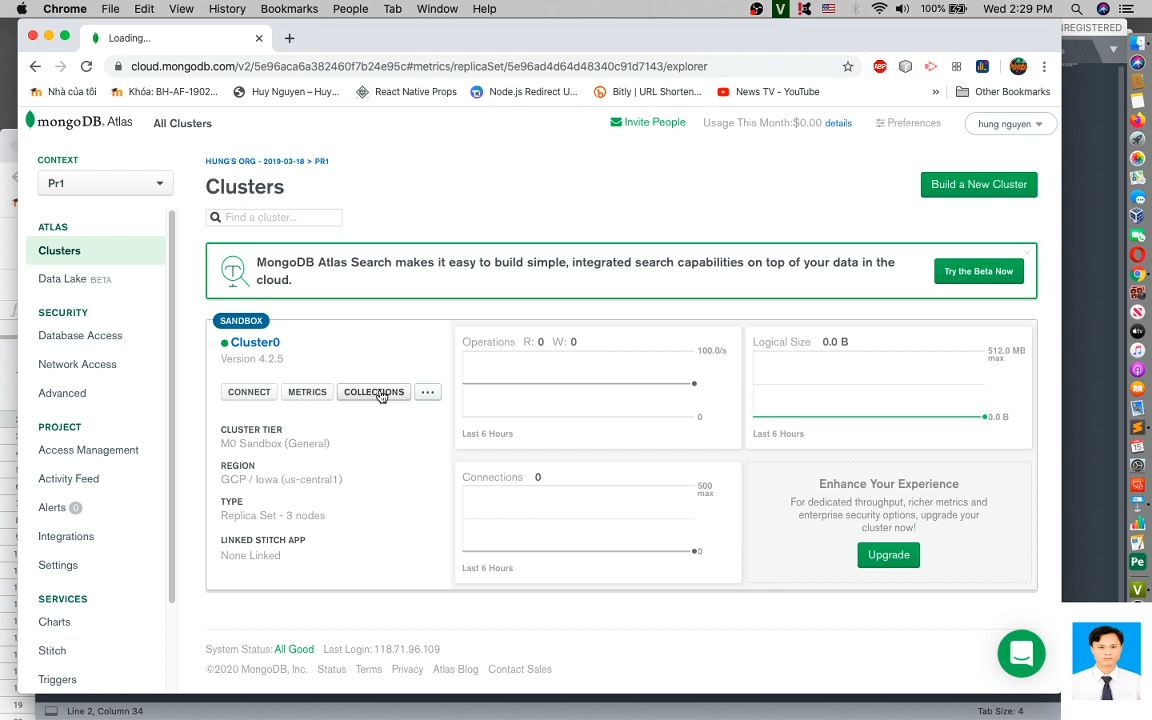 Chrome File Edit View History Bookmarks People Tab Window Help
100% Wed 2:29 PM
REGISTERED
Loading...
cloud.mongodb.com/v2/5e96aca6a382460f7b24e95c#metrics/replicaSet/5e96ad4d64d48340c91d7143/explorer
Nhà của tôi Khóa: BH-AF-1902... Huy Nguyen – Huy... React Native Props Node.js Redirect U... Bitly | URL Shorten... News TV - YouTube » Other Bookmarks
mongoDB. Atlas All Clusters Invite People Usage This Month:$0.00 details Preferences hung nguyen
CONTEXT
Pr1
ATLAS
Clusters
Data Lake BETA
SECURITY
Database Access
Network Access
Advanced
PROJECT
Access Management
Activity Feed
Alerts 0
Integrations
Settings
SERVICES
Charts
Stitch
Triggers
HUNG'S ORG - 2019-03-18 > PR1
Clusters
Build a New Cluster
Find a cluster...
MongoDB Atlas Search makes it easy to build simple, integrated search capabilities on top of your data in the
cloud.
Try the Beta Now
SANDBOX
Cluster0
Version 4.2.5
CONNECT METRICS COLLECTIONS ...
CLUSTER TIER
M0 Sandbox (General)
REGION
GCP / Iowa (us-central1)
TYPE
Replica Set - 3 nodes
LINKED STITCH APP
None Linked
Operations R: 0 W: 0
100.0/s
0
Last 6 Hours
Logical Size 0.0 B
512.0 MB
max
0.0 B
Last 6 Hours
Connections 0
500
max
0
Last 6 Hours
Enhance Your Experience
For dedicated throughput, richer metrics and
enterprise security options, upgrade your
cluster now!
Upgrade
System Status: All Good Last Login: 118.71.96.109
©2020 MongoDB, Inc. Status Terms Privacy Atlas Blog Contact Sales
19
Line 2, Column 34
Tab Size: 4